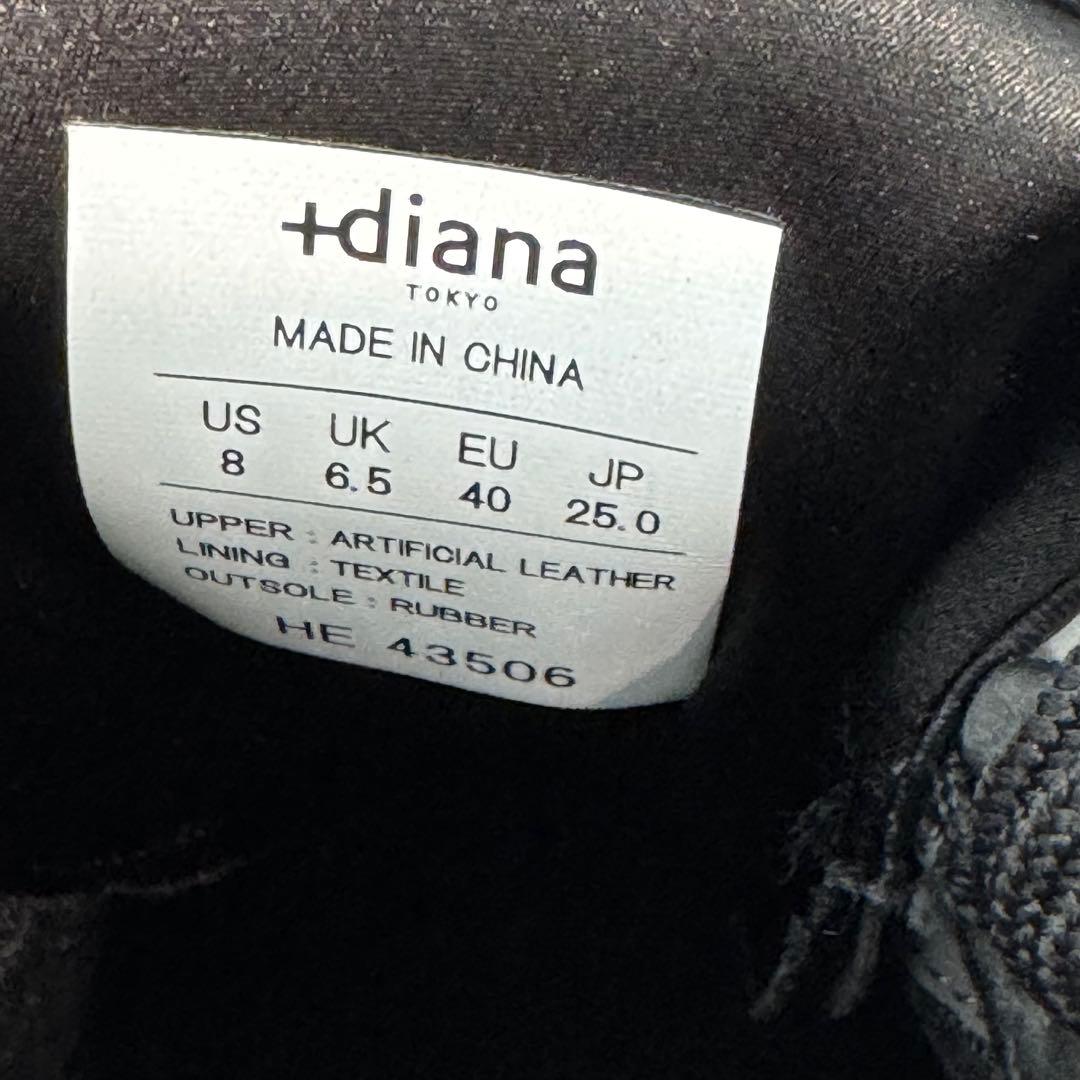 +diana
TOKYO
MADE IN CHINA
US UK EU JP
8 6.5 40 25.0
UPPER : ARTIFICIAL LEATHER
LINING : TEXTILE
OUTSOLE : RUBBER
HE 43506